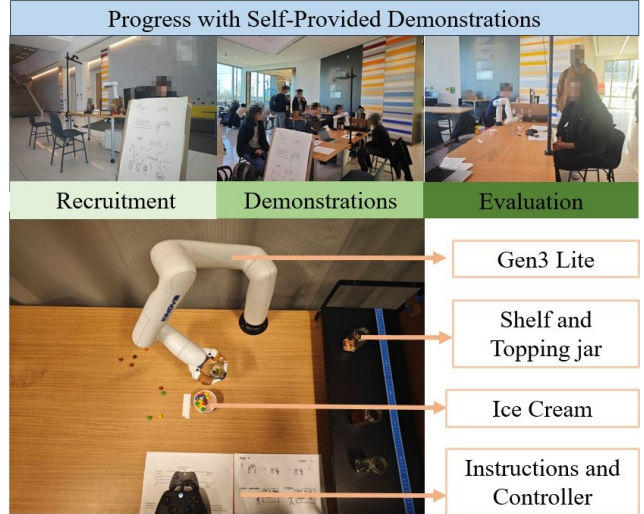 Progress with Self-Provided Demonstrations
Recruitment
Demonstrations
Evaluation
KINOVA
Gen3 Lite
Shelf and
Topping jar
Ice Cream
Instructions and
Controller